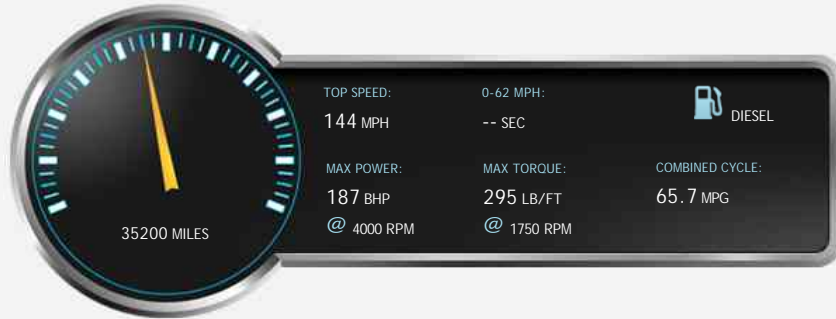 TOP SPEED:
0-62 MPH:
144 MPH
-- SEC
DIESEL
MAX POWER:
MAX TORQUE:
COMBINED CYCLE:
187 BHP
295 LB/FT
65.7 MPG
@ 4000 RPM
@ 1750 RPM
35200 MILES